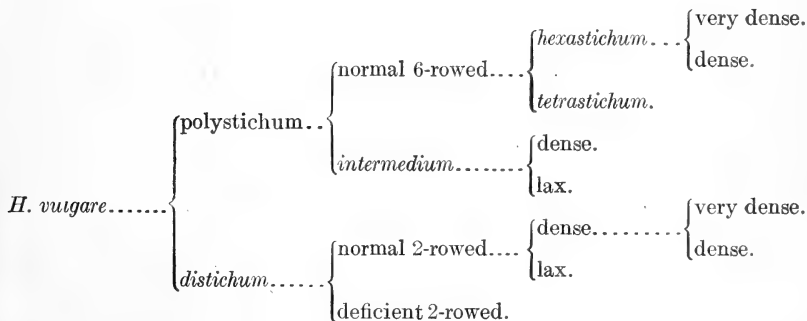 very dense.
hexastichum...
dense.
normal 6-rowed....
tetrastichum.
polystichum..
dense.
intermedium........
lax.
H. vulgare.......
very dense.
dense.........
normal 2-rowed....
dense.
lax.
distichum......
deficient 2-rowed.